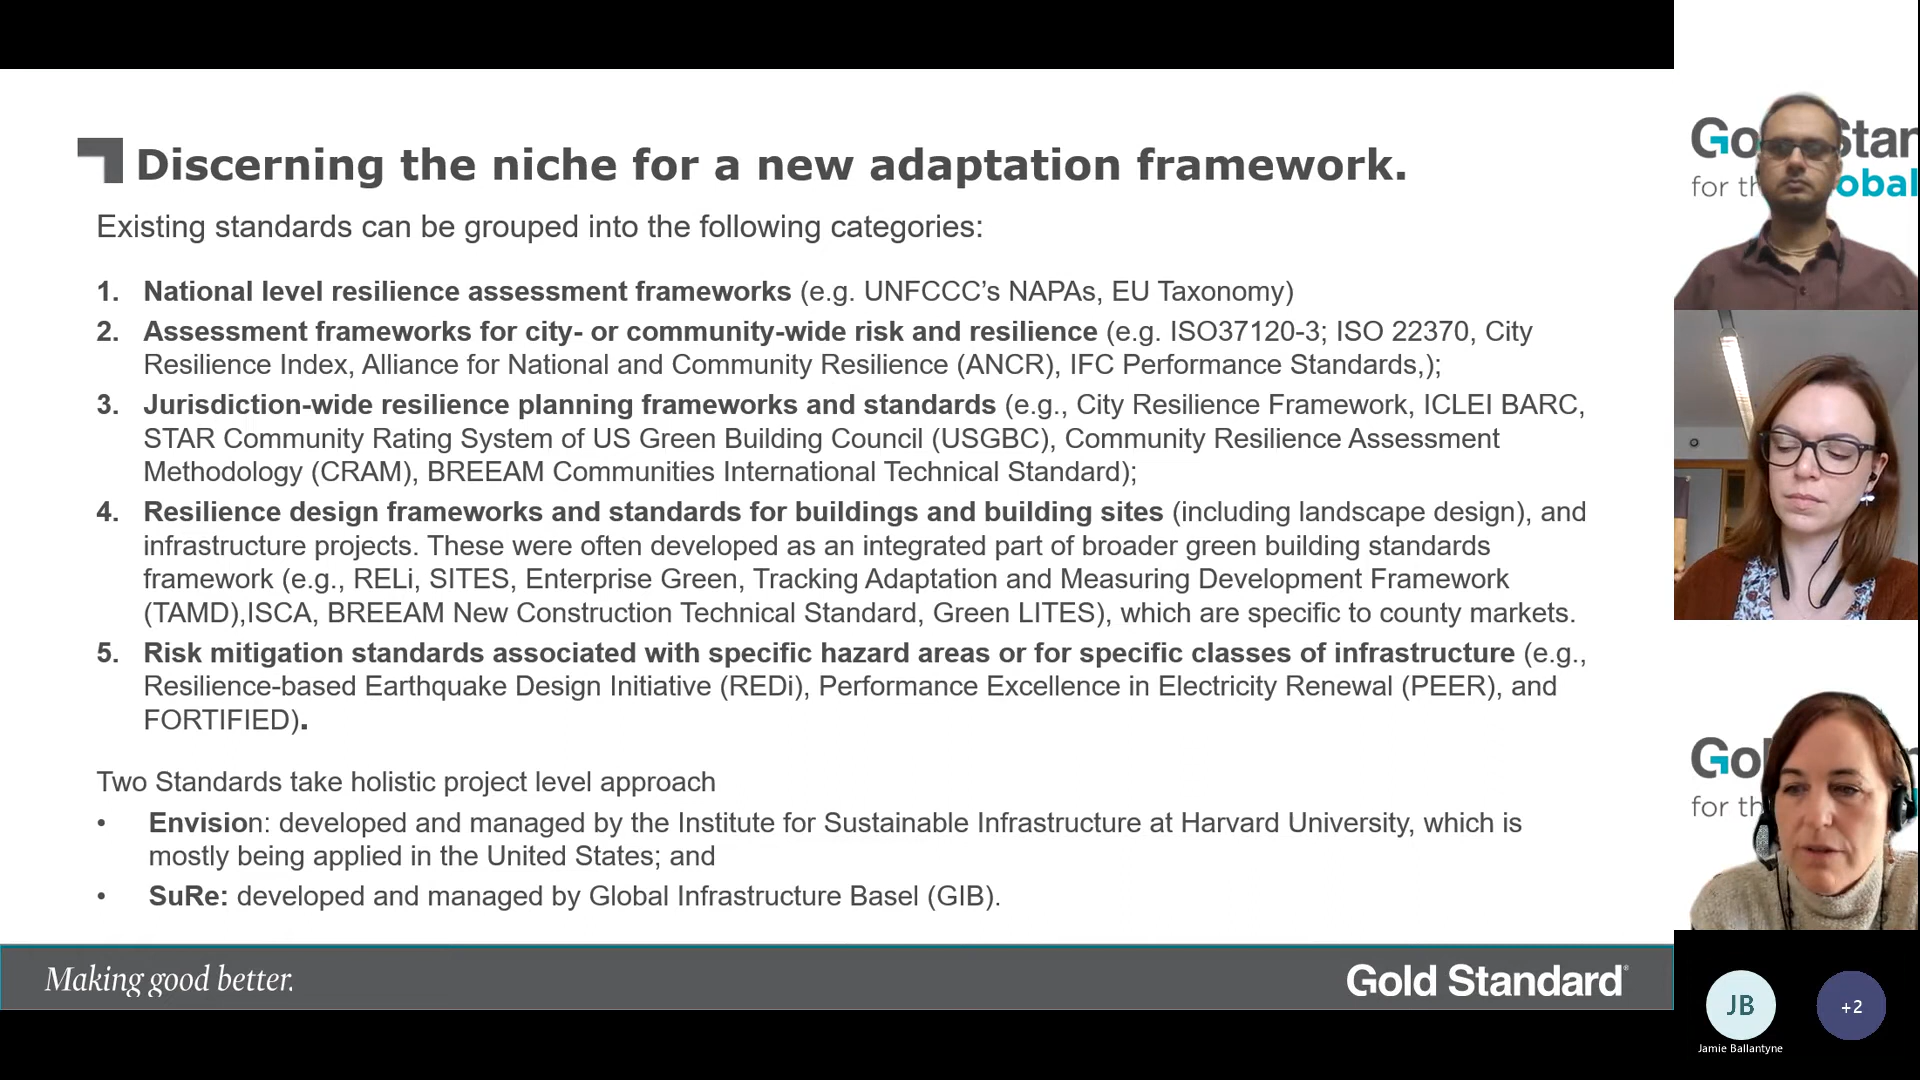 Discerning the niche for a new adaptation framework.
Existing standards can be grouped into the following categories:
1. National level resilience assessment frameworks (e.g. UNFCCC's NAPAs, EU Taxonomy)
2. Assessment frameworks for city- or community-wide risk and resilience (e.g. ISO37120-3; ISO 22370, City
Resilience Index, Alliance for National and Community Resilience (ANCR), IFC Performance Standards,);
3. Jurisdiction-wide resilience planning frameworks and standards (e.g., City Resilience Framework, ICLEI BARC,
STAR Community Rating System of US Green Building Council (USGBC), Community Resilience Assessment
Methodology (CRAM), BREEAM Communities International Technical Standard);
4. Resilience design frameworks and standards for buildings and building sites (including landscape design), and
infrastructure projects. These were often developed as an integrated part of broader green building standards
framework (e.g., RELi, SITES, Enterprise Green, Tracking Adaptation and Measuring Development Framework
(TAMD),ISCA, BREEAM New Construction Technical Standard, Green LITES), which are specific to county markets.
5. Risk mitigation standards associated with specific hazard areas or for specific classes of infrastructure (e.g.,
Resilience-based Earthquake Design Initiative (REDi), Performance Excellence in Electricity Renewal (PEER), and
FORTIFIED).
Two Standards take holistic project level approach
• Envision: developed and managed by the Institute for Sustainable Infrastructure at Harvard University, which is
mostly being applied in the United States; and
• SuRe: developed and managed by Global Infrastructure Basel (GIB).
Making good better.
Gold Standard®
Go Stan
for th obal
Gol
for th
JB
+2
Jamie Ballantyne